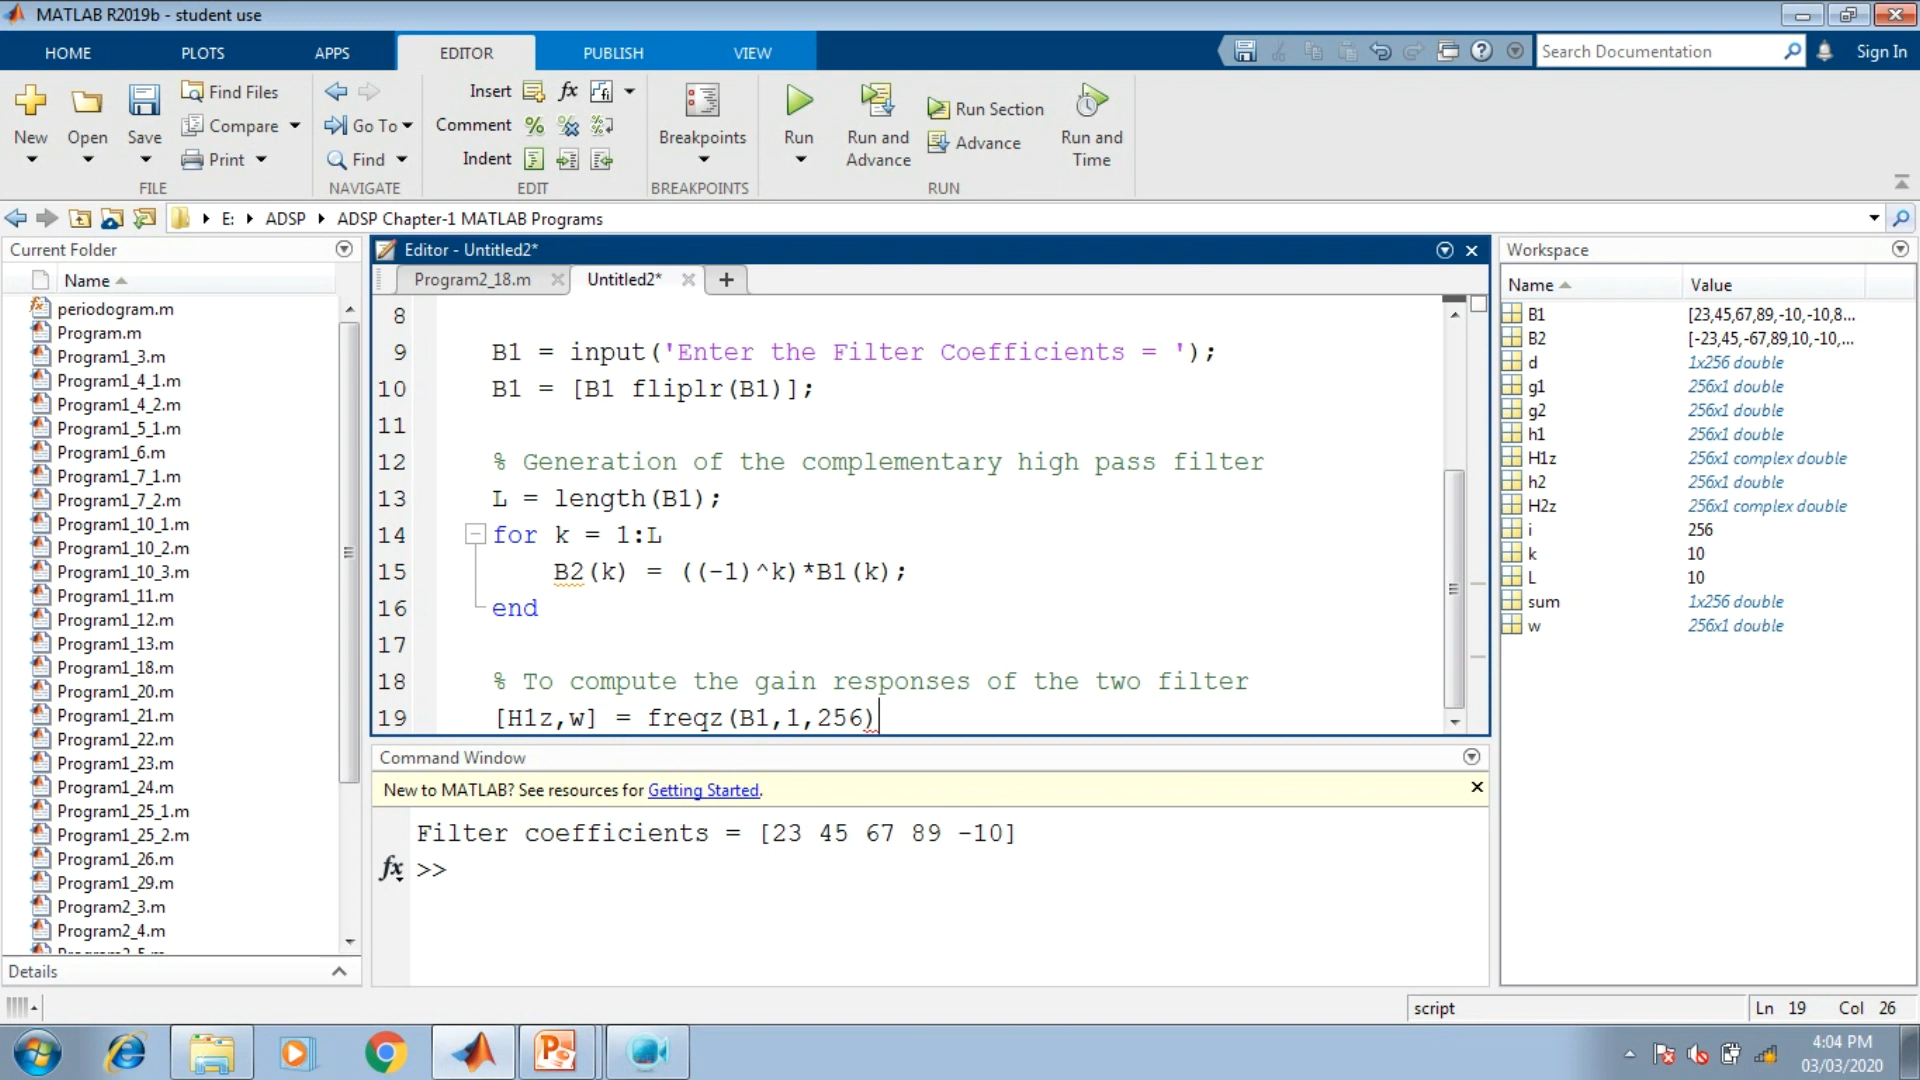 MATLAB R2019b - student use
HOME PLOTS APPS EDITOR PUBLISH VIEW
Search Documentation
Sign In
New
Open
Save
Find Files
Compare
Print
FILE
Go To
Find
NAVIGATE
Insert
Comment
Indent
EDIT
Breakpoints
BREAKPOINTS
Run
Run and Advance
Run Section
Advance
Run and Time
RUN
E: ADSP ADSP Chapter-1 MATLAB Programs
Current Folder
Name
periodogram.m
Program.m
Program1_3.m
Program1_4_1.m
Program1_4_2.m
Program1_5_1.m
Program1_6.m
Program1_7_1.m
Program1_7_2.m
Program1_10_1.m
Program1_10_2.m
Program1_10_3.m
Program1_11.m
Program1_12.m
Program1_13.m
Program1_18.m
Program1_20.m
Program1_21.m
Program1_22.m
Program1_23.m
Program1_24.m
Program1_25_1.m
Program1_25_2.m
Program1_26.m
Program1_29.m
Program2_3.m
Program2_4.m
Details
Editor - Untitled2*
Program2_18.m Untitled2*
8
9 B1 = input('Enter the Filter Coefficients = ');
10 B1 = [B1 fliplr(B1)];
11
12 % Generation of the complementary high pass filter
13 L = length(B1);
14 for k = 1:L
15 B2(k) = ((-1)^k)*B1(k);
16 end
17
18 % To compute the gain responses of the two filter
19 [H1z,w] = freqz(B1,1,256)
Command Window
New to MATLAB? See resources for Getting Started.
Filter coefficients = [23 45 67 89 -10]
fx >>
Workspace
Name Value
B1 [23,45,67,89,-10,-10,8...
B2 [-23,45,-67,89,10,-10,...
d 1x256 double
g1 256x1 double
g2 256x1 double
h1 256x1 double
H1z 256x1 complex double
h2 256x1 double
H2z 256x1 complex double
i 256
k 10
L 10
sum 1x256 double
w 256x1 double
script
Ln 19 Col 26
4:04 PM
03/03/2020